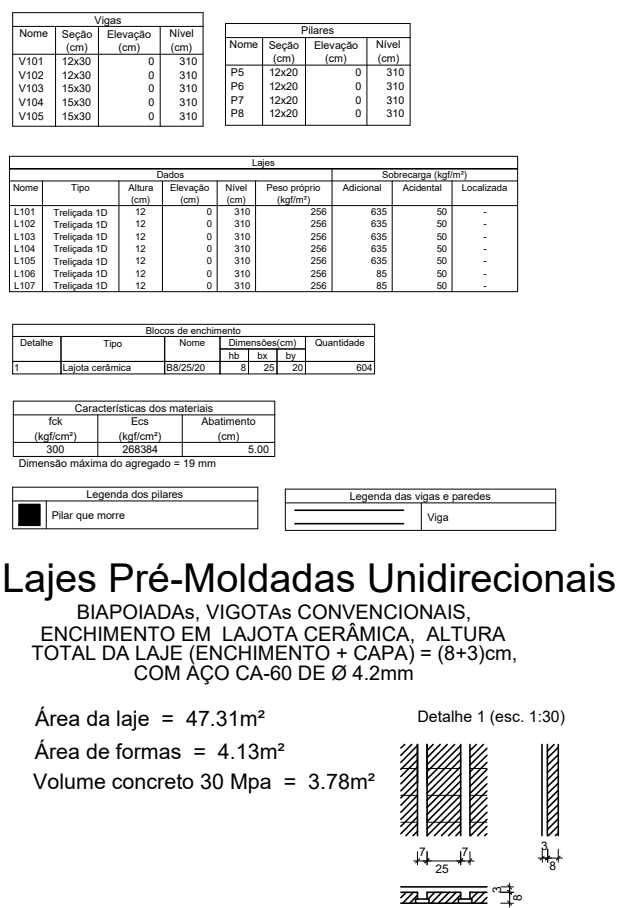 Vigas
Nome Seção Elevação Nível
(cm) (cm) (cm)
V101 12x30 0 310
V102 12x30 0 310
V103 15x30 0 310
V104 15x30 0 310
V105 15x30 0 310
Pilares
Nome Seção Elevação Nível
(cm) (cm) (cm)
P5 12x20 0 310
P6 12x20 0 310
P7 12x20 0 310
P8 12x20 0 310
Lajes
Dados Sobrecarga (kgf/m²)
Nome Tipo Altura Elevação Nível Peso próprio Adicional Acidental Localizada
(cm) (cm) (cm) (kgf/m²)
L101 Treliçada 1D 12 0 310 256 635 50 -
L102 Treliçada 1D 12 0 310 256 635 50 -
L103 Treliçada 1D 12 0 310 256 635 50 -
L104 Treliçada 1D 12 0 310 256 635 50 -
L105 Treliçada 1D 12 0 310 256 635 50 -
L106 Treliçada 1D 12 0 310 256 85 50 -
L107 Treliçada 1D 12 0 310 256 85 50 -
Blocos de enchimento
Detalhe Tipo Nome Dimensões(cm) Quantidade
hb bx by
1 Lajota cerâmica B8/25/20 8 25 20 604
Características dos materiais
fck Ecs Abatimento
(kgf/cm²) (kgf/cm²) (cm)
300 268384 5.00
Dimensão máxima do agregado = 19 mm
Legenda dos pilares
Pilar que morre
Legenda das vigas e paredes
Viga
Lajes Pré-Moldadas Unidirecionais
BIAPOIADAs, VIGOTAs CONVENCIONAIS,
ENCHIMENTO EM LAJOTA CERÂMICA, ALTURA
TOTAL DA LAJE (ENCHIMENTO + CAPA) = (8+3)cm,
COM AÇO CA-60 DE Ø 4.2mm
Área da laje = 47.31m²
Área de formas = 4.13m²
Volume concreto 30 Mpa = 3.78m²
Detalhe 1 (esc. 1:30)
7 7
25
3
8
3
8